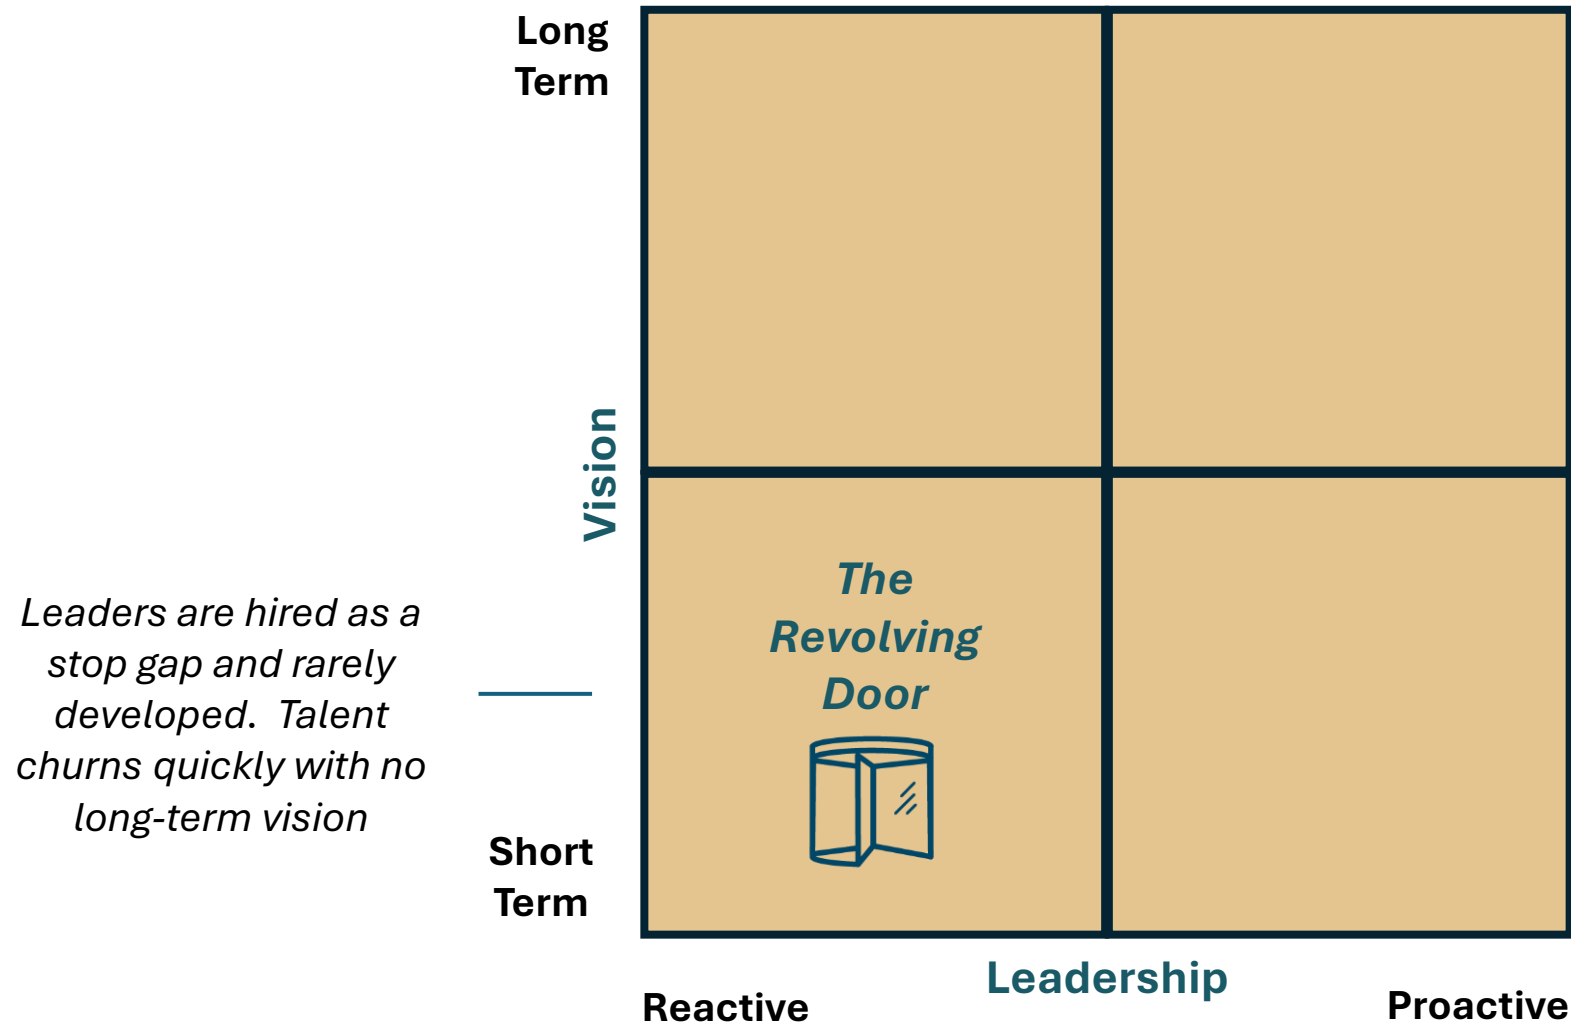 Long
Term
Vision
The
Revolving
Door
Leaders are hired as a
stop gap and rarely
developed.  Talent
churns quickly with no
long-term vision
Short
Term
Leadership
Reactive
Proactive